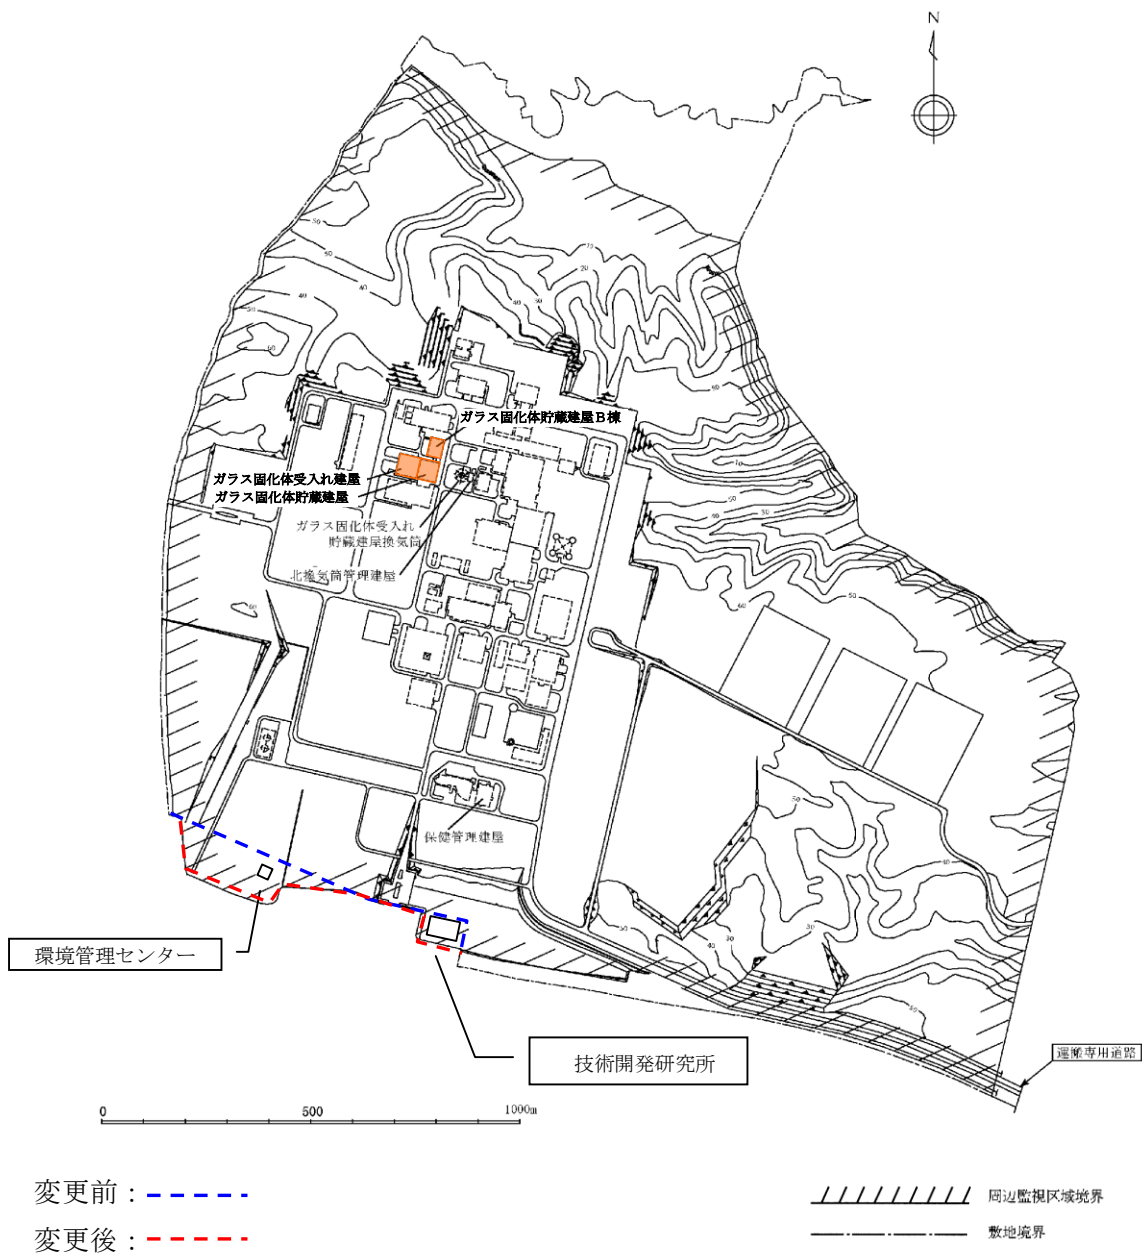 N
ガラス固化体貯蔵建屋B棟
ガラス固化体受入れ建屋
ガラス固化体貯蔵建屋
ガラス固化体受入れ
貯蔵建屋換気筒
北換気筒管理建屋
保健管理建屋
環境管理センター
技術開発研究所
運搬専用道路
0 500 1000m
変更前：
変更後：
周辺監視区域境界
敷地境界